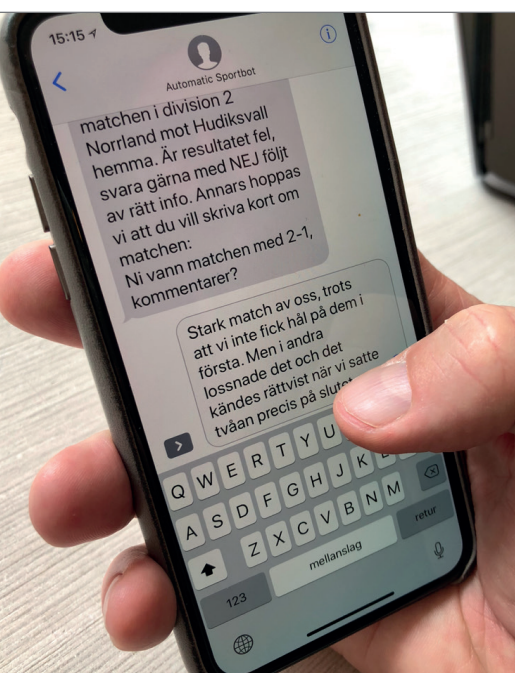 15:15
Automatic Sportbot
matchen i division 2
Norrland mot Hudiksvall
hemma. Är resultatet fel,
svara gärna med NEJ följt
av rätt info. Annars hoppas
vi att du vill skriva kort om
matchen:
Ni vann matchen med 2-1,
kommentarer?
Stark match av oss, trots
att vi inte fick hål på dem i
första. Men i andra
lossnade det och det
kändes rättvist när vi satte
tvåan precis på
Q W E R T Y U
A S D F G H J K
Z X C V B N M
123 mellanslag retur